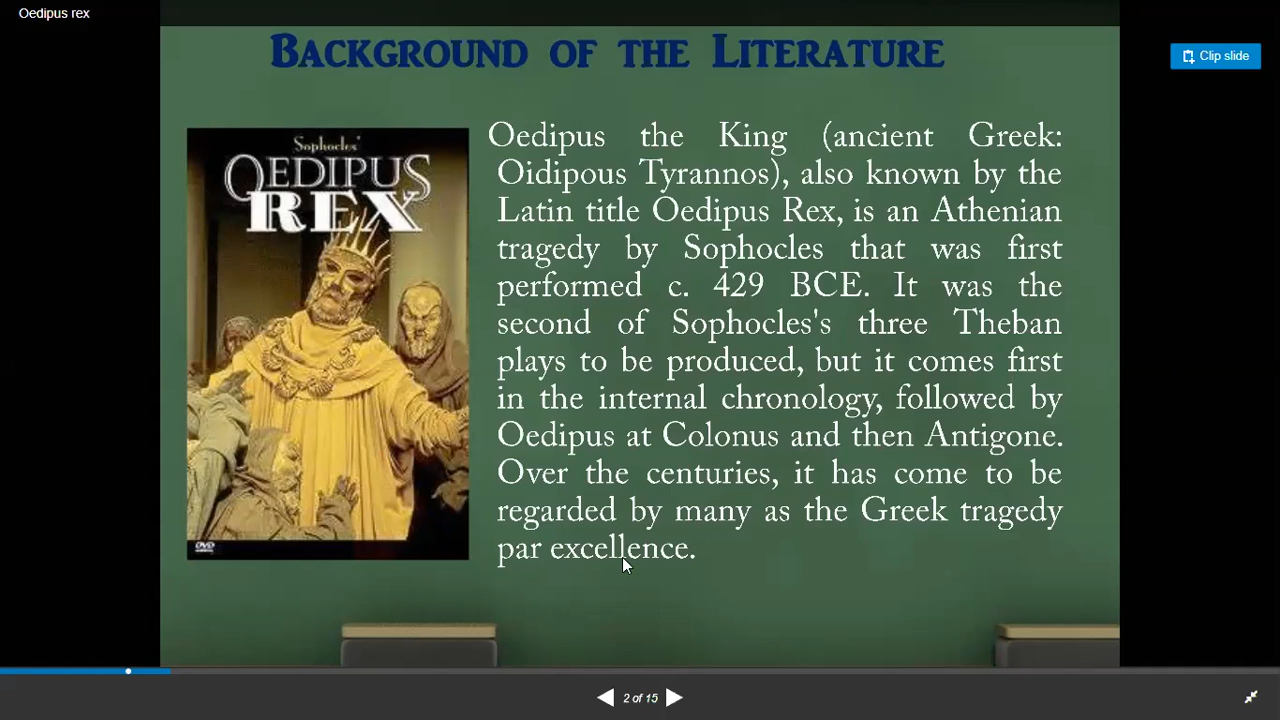 Oedipus rex
Clip slide
BACKGROUND OF THE LITERATURE
Sophocles'
OEDIPUS
REX
DVD
Oedipus the King (ancient Greek:
Oidipous Tyrannos), also known by the
Latin title Oedipus Rex, is an Athenian
tragedy by Sophocles that was first
performed c. 429 BCE. It was the
second of Sophocles's three Theban
plays to be produced, but it comes first
in the internal chronology, followed by
Oedipus at Colonus and then Antigone.
Over the centuries, it has come to be
regarded by many as the Greek tragedy
par excellence.
2 of 15